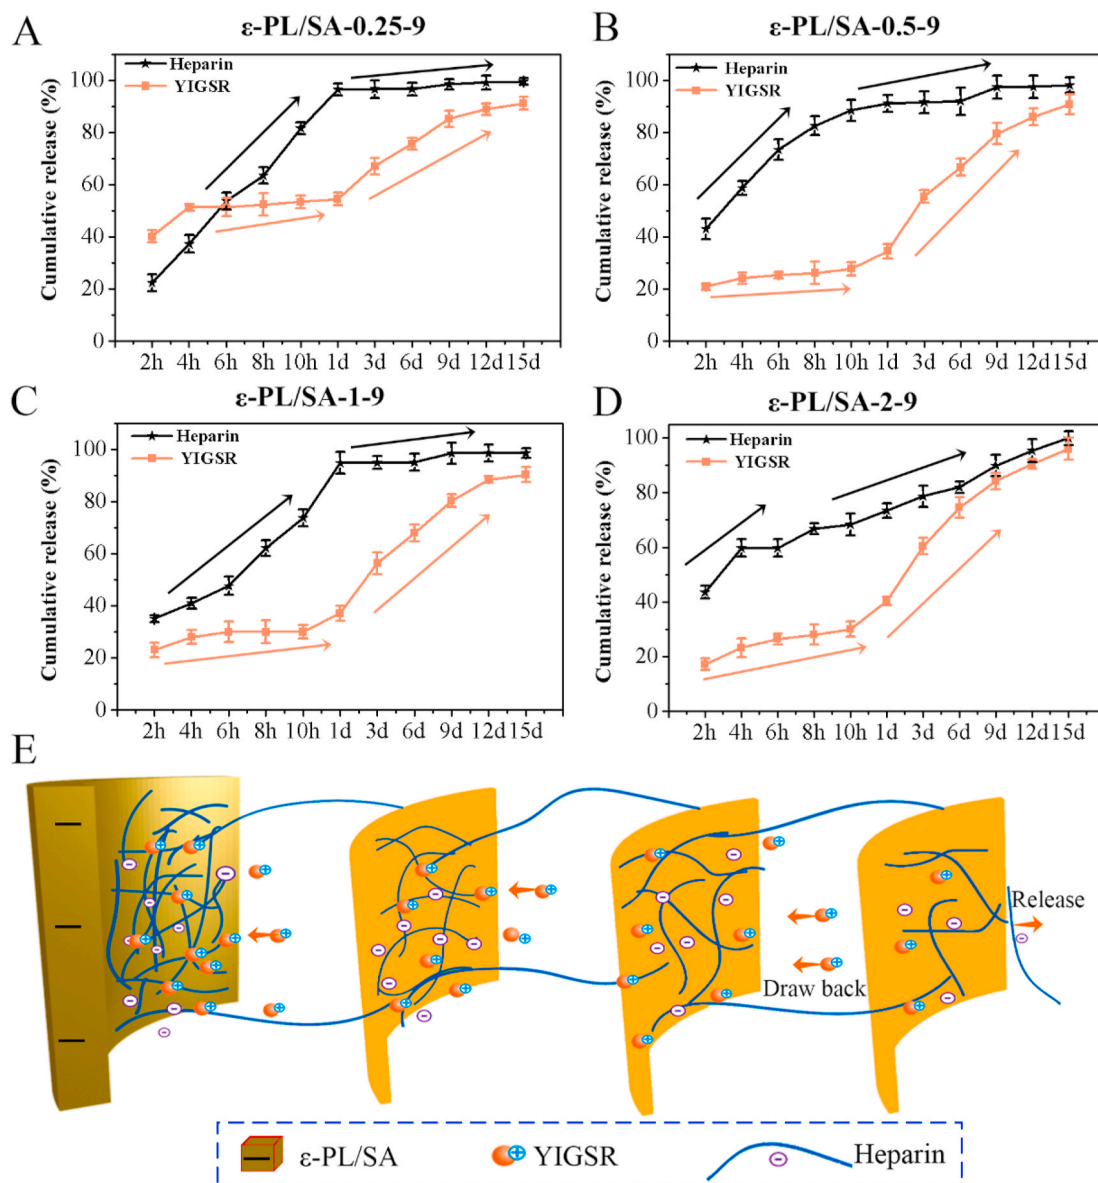 A
ε-PL/SA-0.25-9
Heparin
YIGSR
Cumulative release (%)
100
80
60
40
20
0
2h 4h 6h 8h 10h 1d 3d 6d 9d 12d 15d
B
ε-PL/SA-0.5-9
Heparin
YIGSR
Cumulative release (%)
100
80
60
40
20
0
2h 4h 6h 8h 10h 1d 3d 6d 9d 12d 15d
C
ε-PL/SA-1-9
Heparin
YIGSR
Cumulative release (%)
100
80
60
40
20
0
2h 4h 6h 8h 10h 1d 3d 6d 9d 12d 15d
D
ε-PL/SA-2-9
Heparin
YIGSR
Cumulative release (%)
100
80
60
40
20
0
2h 4h 6h 8h 10h 1d 3d 6d 9d 12d 15d
E
Release
Draw back
ε-PL/SA
YIGSR
Heparin